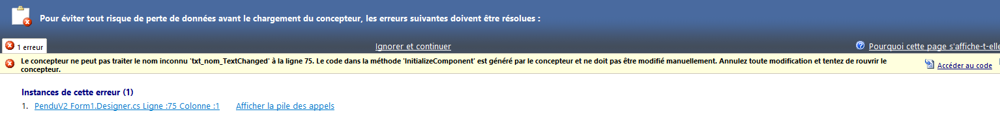 Pour éviter tout risque de perte de données avant le chargement du concepteur, les erreurs suivantes doivent être résolues :
1 erreur
Ignorer et continuer
Pourquoi cette page s'affiche-t-elle
Le concepteur ne peut pas traiter le nom inconnu 'txt_nom_TextChanged' à la ligne 75. Le code dans la méthode 'InitializeComponent' est généré par le concepteur et ne doit pas être modifié manuellement. Annulez toute modification et tentez de rouvrir le
concepteur.
Accéder au code
Instances de cette erreur (1)
1. PenduV2 Form1.Designer.cs Ligne :75 Colonne :1 Afficher la pile des appels